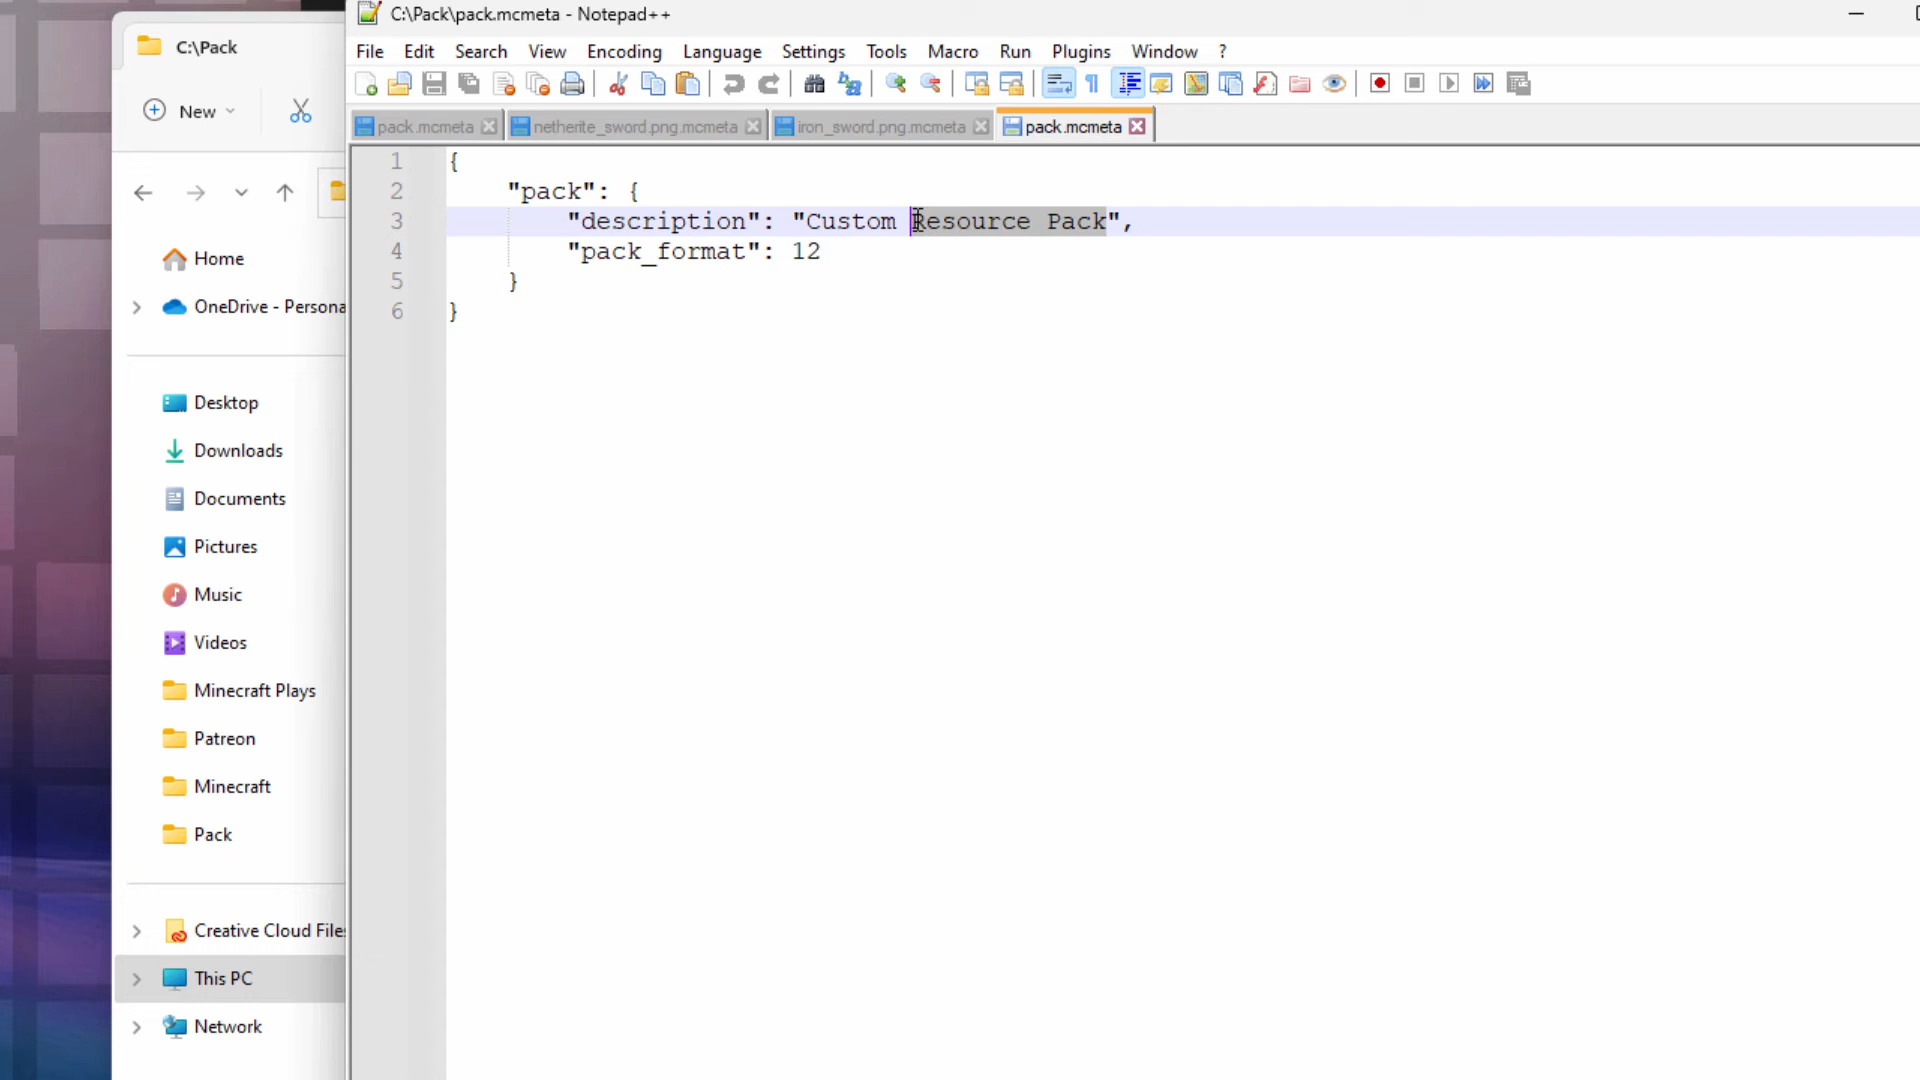 C:\Pack
New
Home
OneDrive - Persona
Desktop
Downloads
Documents
Pictures
Music
Videos
Minecraft Plays
Patreon
Minecraft
Pack
Creative Cloud Files
This PC
Network
C:\Pack\pack.mcmeta - Notepad++
File Edit Search View Encoding Language Settings Tools Macro Run Plugins Window ?
pack.mcmeta netherite_sword.png.mcmeta iron_sword.png.mcmeta pack.mcmeta
1 {
2 "pack": {
3 "description": "Custom Resource Pack",
4 "pack_format": 12
5 }
6 }